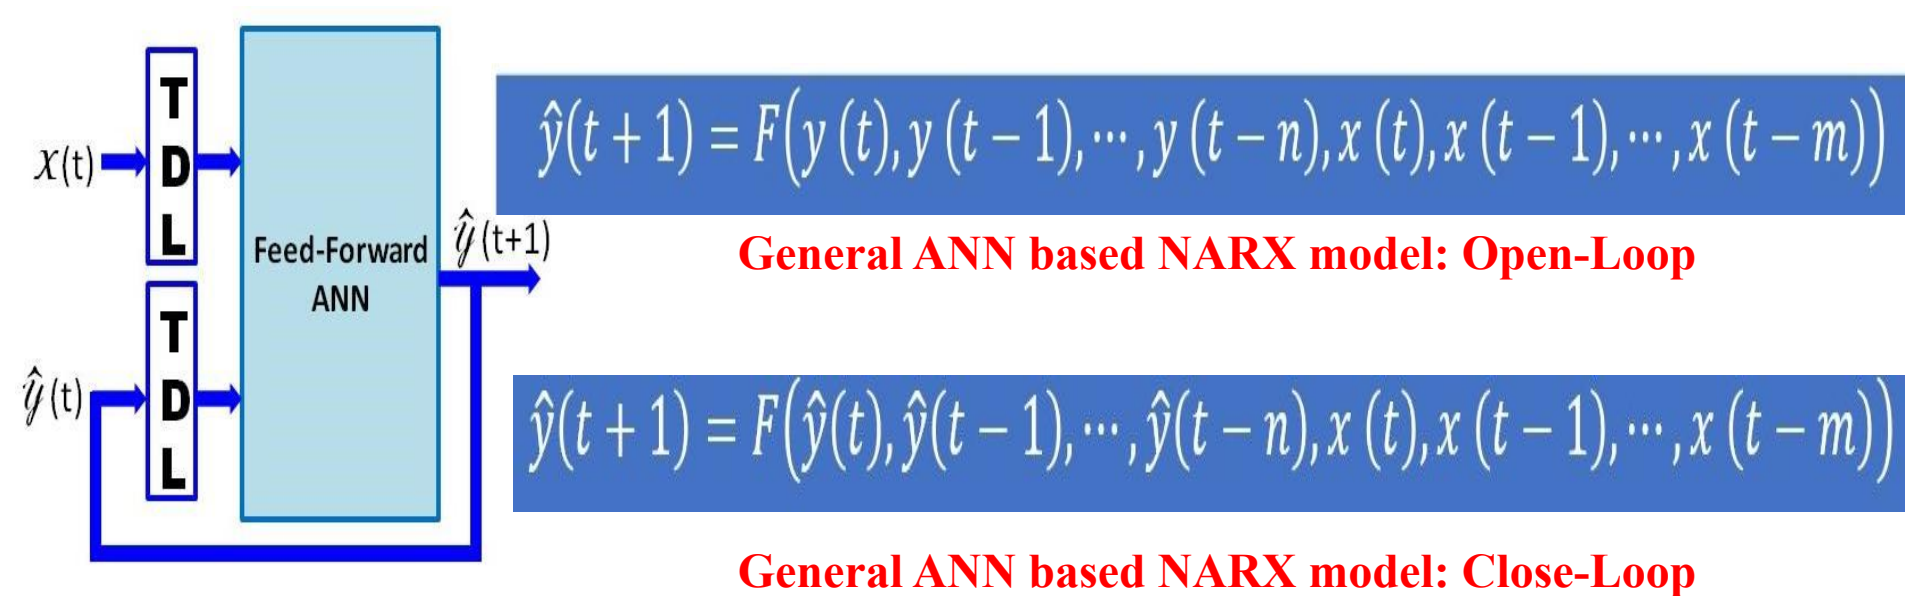 T
D
L
x(t)
Feed-Forward
ANN
ŷ (t+1)
T
D
L
ŷ (t)
ŷ(t + 1) = F(y (t), y (t − 1), ⋯, y (t − n), x (t), x (t − 1), ⋯, x (t − m))
General ANN based NARX model: Open-Loop
ŷ(t + 1) = F(ŷ(t), ŷ(t − 1), ⋯, ŷ(t − n), x (t), x (t − 1), ⋯, x (t − m))
General ANN based NARX model: Close-Loop